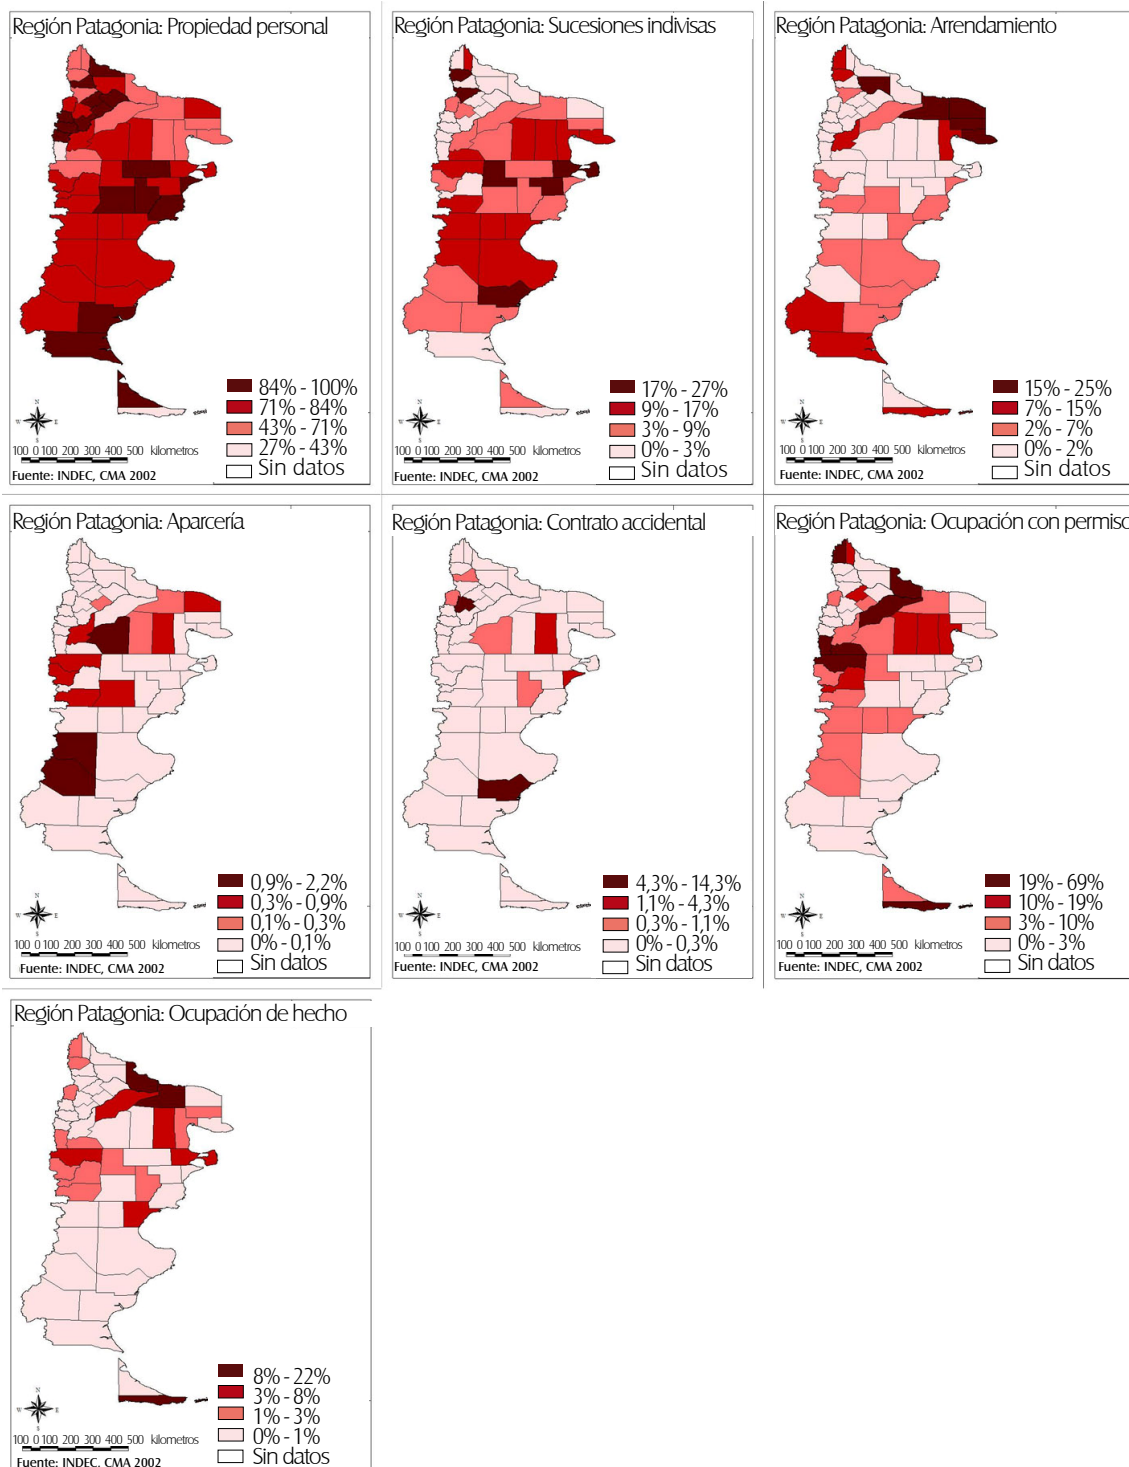 Región Patagonia: Propiedad personal
84% - 100%
71% - 84%
43% - 71%
27% - 43%
Sin datos
N
W E
S
100 0 100 200 300 400 500 kilometros
Fuente: INDEC, CMA 2002
Región Patagonia: Sucesiones indivisas
17% - 27%
9% - 17%
3% - 9%
0% - 3%
Sin datos
N
W E
S
100 0 100 200 300 400 500 kilometros
Fuente: INDEC, CMA 2002
Región Patagonia: Arrendamiento
15% - 25%
7% - 15%
2% - 7%
0% - 2%
Sin datos
N
W E
S
100 0 100 200 300 400 500 kilometros
Fuente: INDEC, CMA 2002
Región Patagonia: Aparcería
0,9% - 2,2%
0,3% - 0,9%
0,1% - 0,3%
0% - 0,1%
Sin datos
N
W E
S
100 0 100 200 300 400 500 kilometros
Fuente: INDEC, CMA 2002
Región Patagonia: Contrato accidental
4,3% - 14,3%
1,1% - 4,3%
0,3% - 1,1%
0% - 0,3%
Sin datos
N
W E
S
100 0 100 200 300 400 500 kilometros
Fuente: INDEC, CMA 2002
Región Patagonia: Ocupación con permiso
19% - 69%
10% - 19%
3% - 10%
0% - 3%
Sin datos
N
W E
S
100 0 100 200 300 400 500 kilometros
Fuente: INDEC, CMA 2002
Región Patagonia: Ocupación de hecho
8% - 22%
3% - 8%
1% - 3%
0% - 1%
Sin datos
N
W E
S
100 0 100 200 300 400 500 kilometros
Fuente: INDEC, CMA 2002